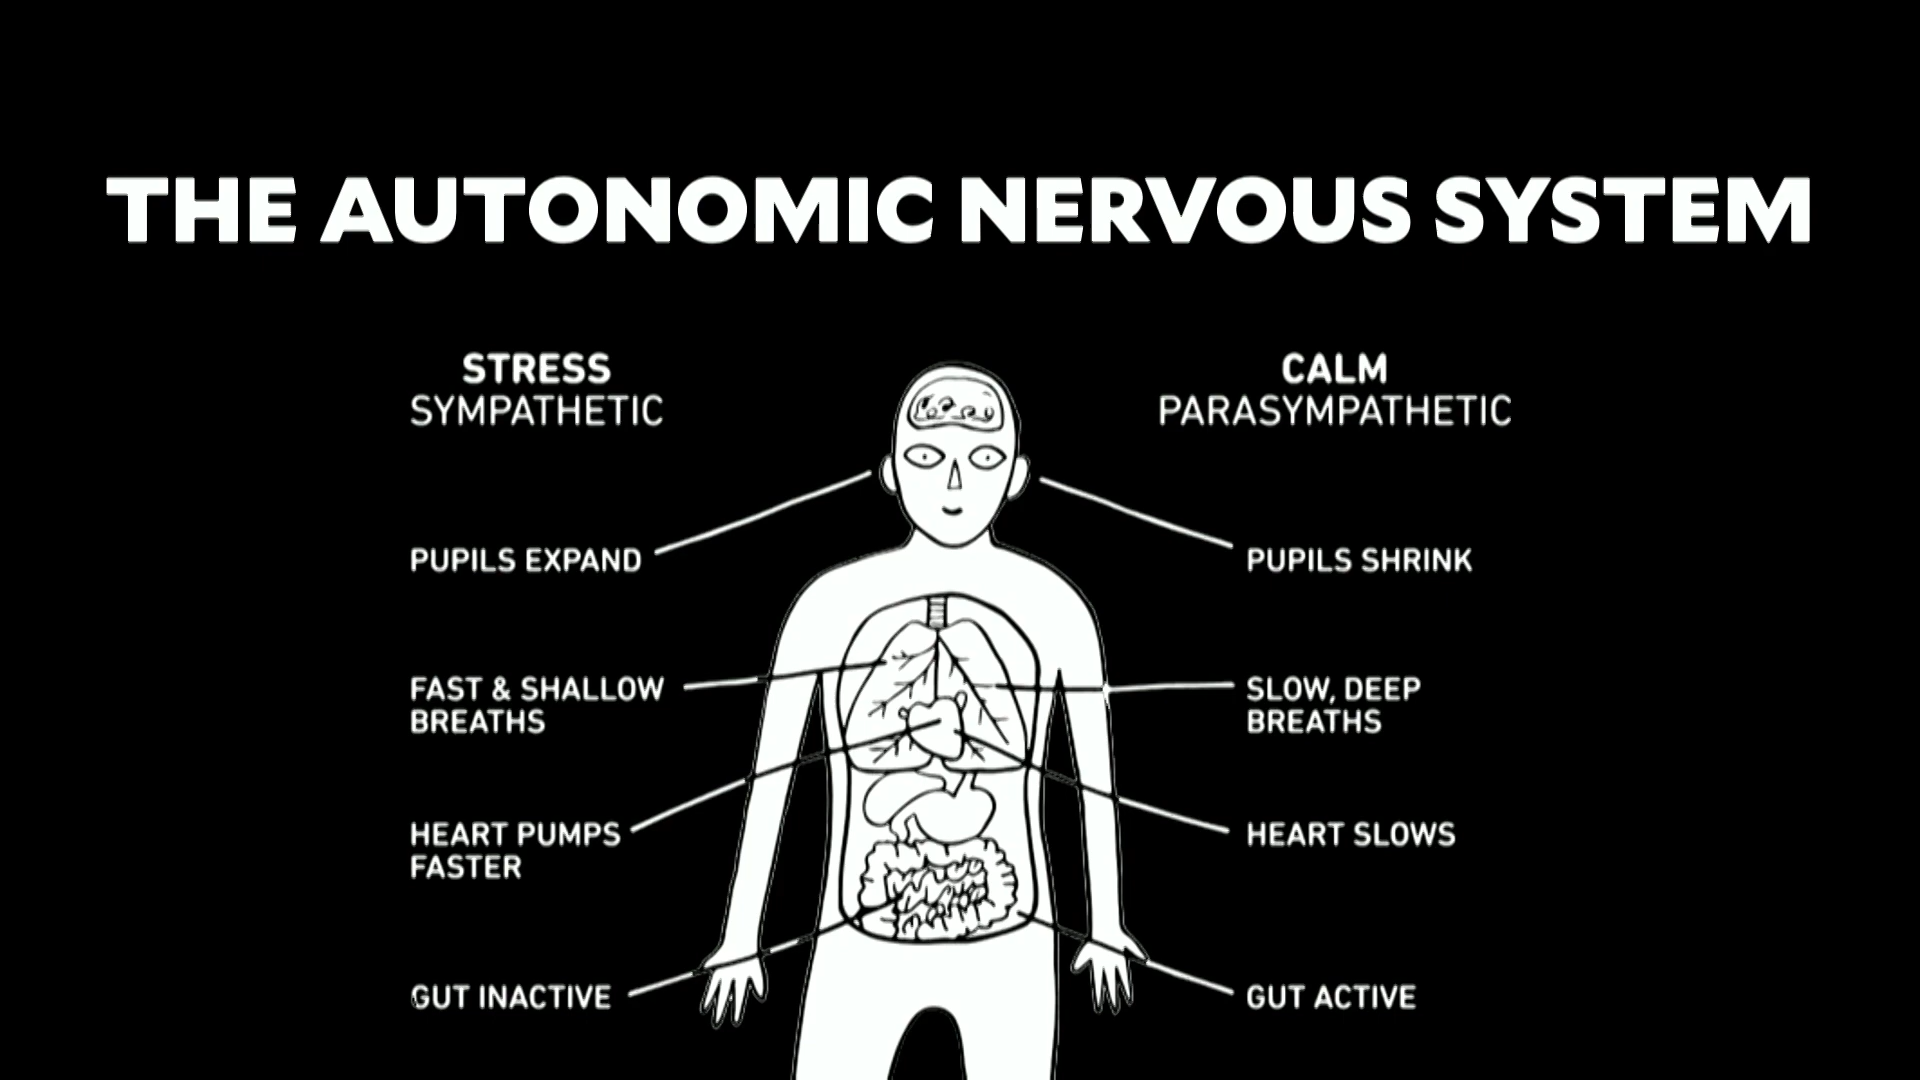 THE AUTONOMIC NERVOUS SYSTEM
STRESS
SYMPATHETIC
CALM
PARASYMPATHETIC
PUPILS EXPAND
PUPILS SHRINK
FAST & SHALLOW
BREATHS
SLOW, DEEP
BREATHS
HEART PUMPS
FASTER
HEART SLOWS
GUT INACTIVE
GUT ACTIVE